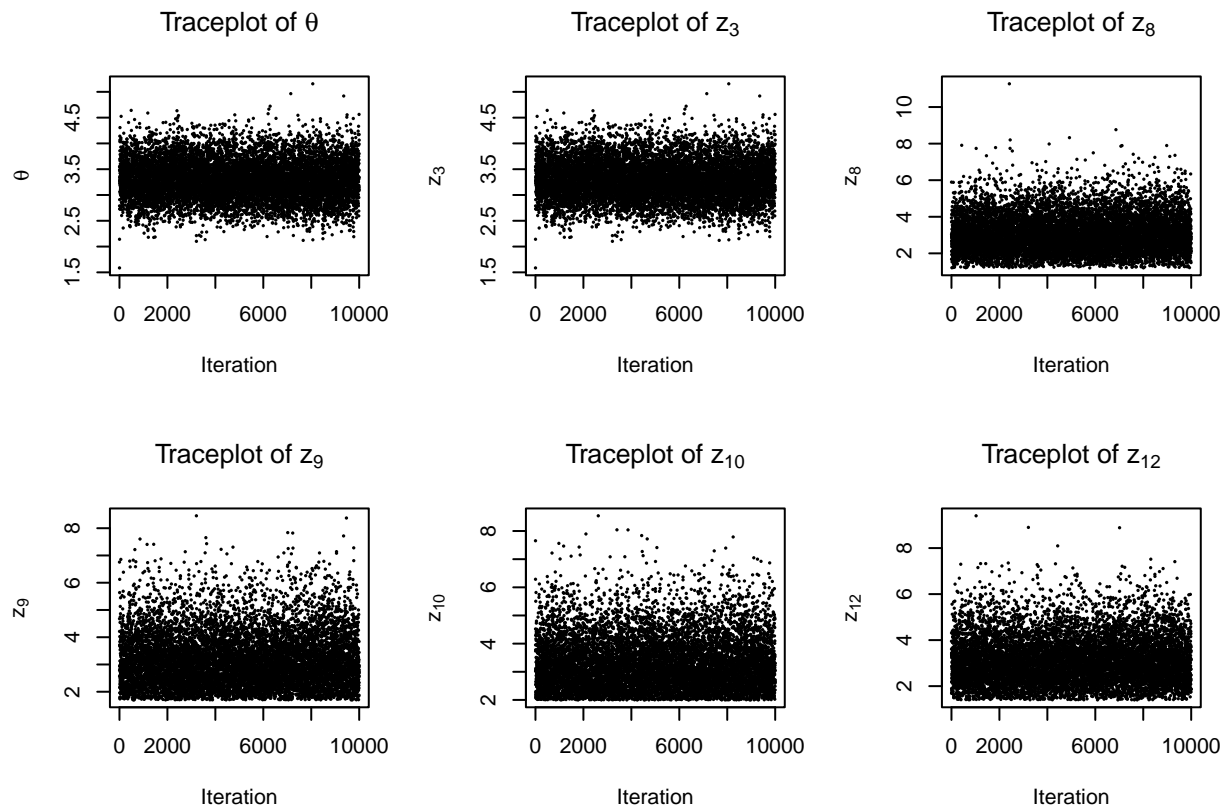 Traceplot of θ
θ
1.5 2.5 3.5 4.5
0 2000 6000 10000
Iteration
Traceplot of z3
z3
1.5 2.5 3.5 4.5
0 2000 6000 10000
Iteration
Traceplot of z8
z8
2 4 6 8 10
0 2000 6000 10000
Iteration
Traceplot of z9
z9
2 4 6 8
0 2000 6000 10000
Iteration
Traceplot of z10
z10
2 4 6 8
0 2000 6000 10000
Iteration
Traceplot of z12
z12
2 4 6 8
0 2000 6000 10000
Iteration